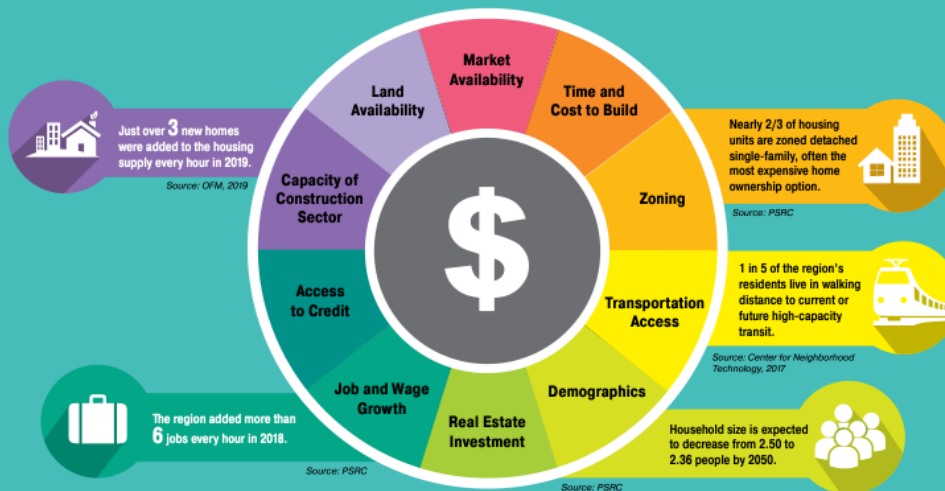 Market
Availability
Time and
Cost to Build
Zoning
Transportation
Access
Demographics
Real Estate
Investment
Job and Wage
Growth
Access
to Credit
Capacity of
Construction
Sector
Land
Availability
$
Just over 3 new homes
were added to the housing
supply every hour in 2019.
Source: OFM, 2019
Nearly 2/3 of housing
units are zoned detached
single-family, often the
most expensive home
ownership option.
Source: PSRC
1 in 5 of the region's
residents live in walking
distance to current or
future high-capacity
transit.
Source: Center for Neighborhood
Technology, 2017
Household size is expected
to decrease from 2.50 to
2.36 people by 2050.
Source: PSRC
The region added more than
6 jobs every hour in 2018.
Source: PSRC